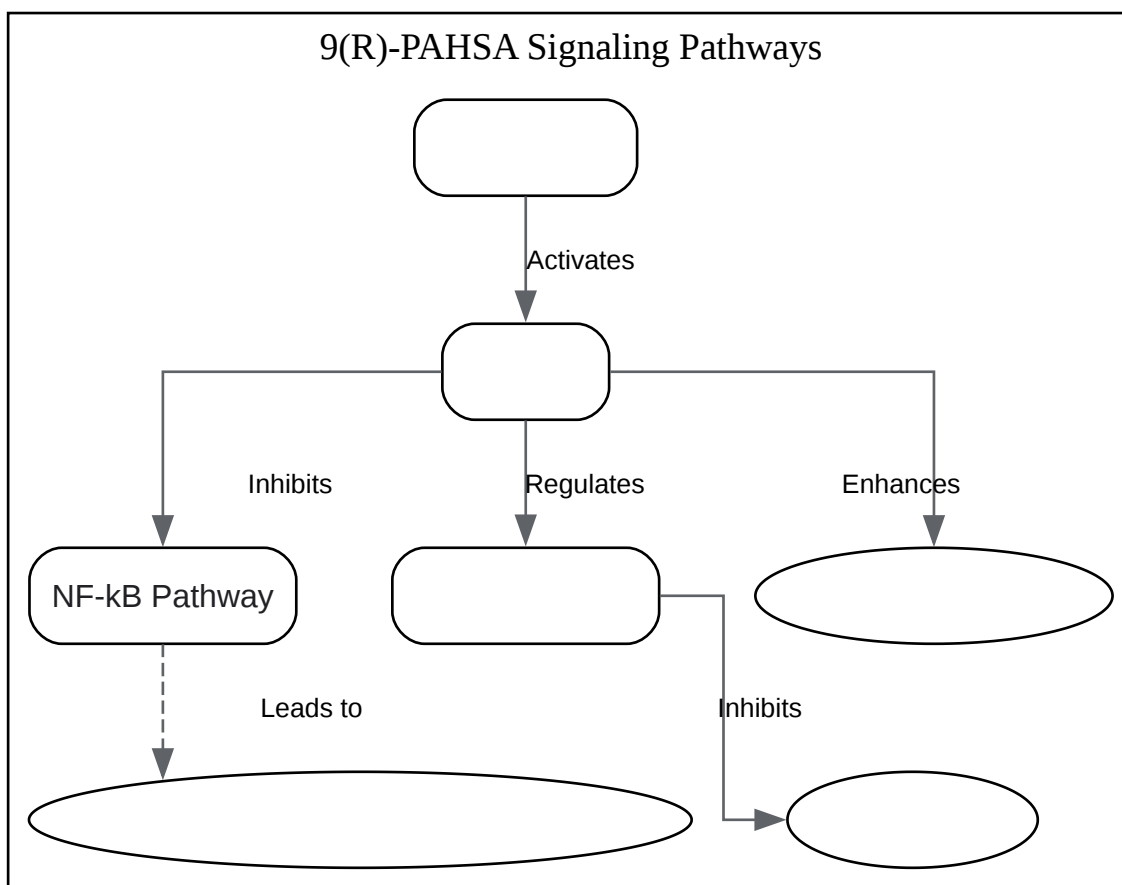 9(R)-PAHSA Signaling Pathways
Activates
Inhibits
Regulates
Enhances
NF-kB Pathway
Leads to
Inhibits